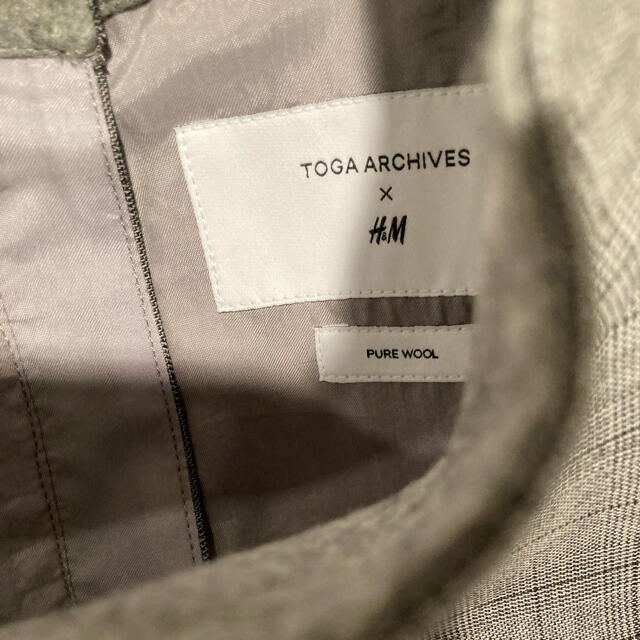 TOGA ARCHIVES
×
H&M
PURE WOOL